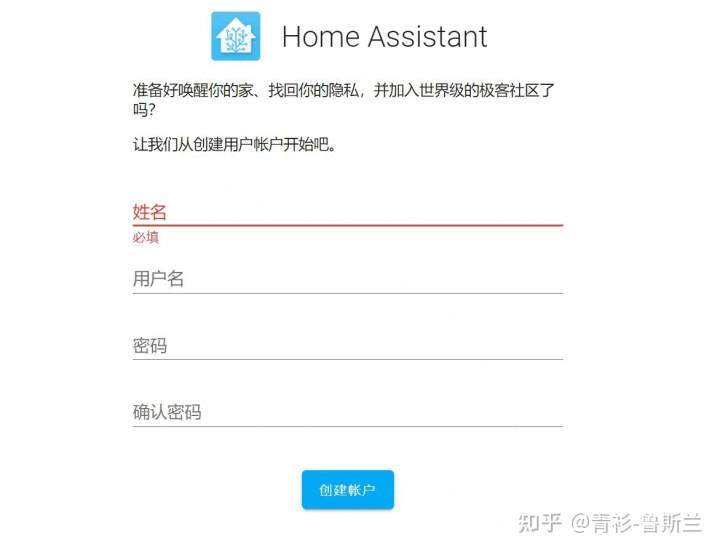 Home Assistant
准备好唤醒你的家、找回你的隐私，并加入世界级的极客社区了
吗？
让我们从创建用户帐户开始吧。
姓名
必填
用户名
密码
确认密码
创建帐户
知乎 @青衫-鲁斯兰